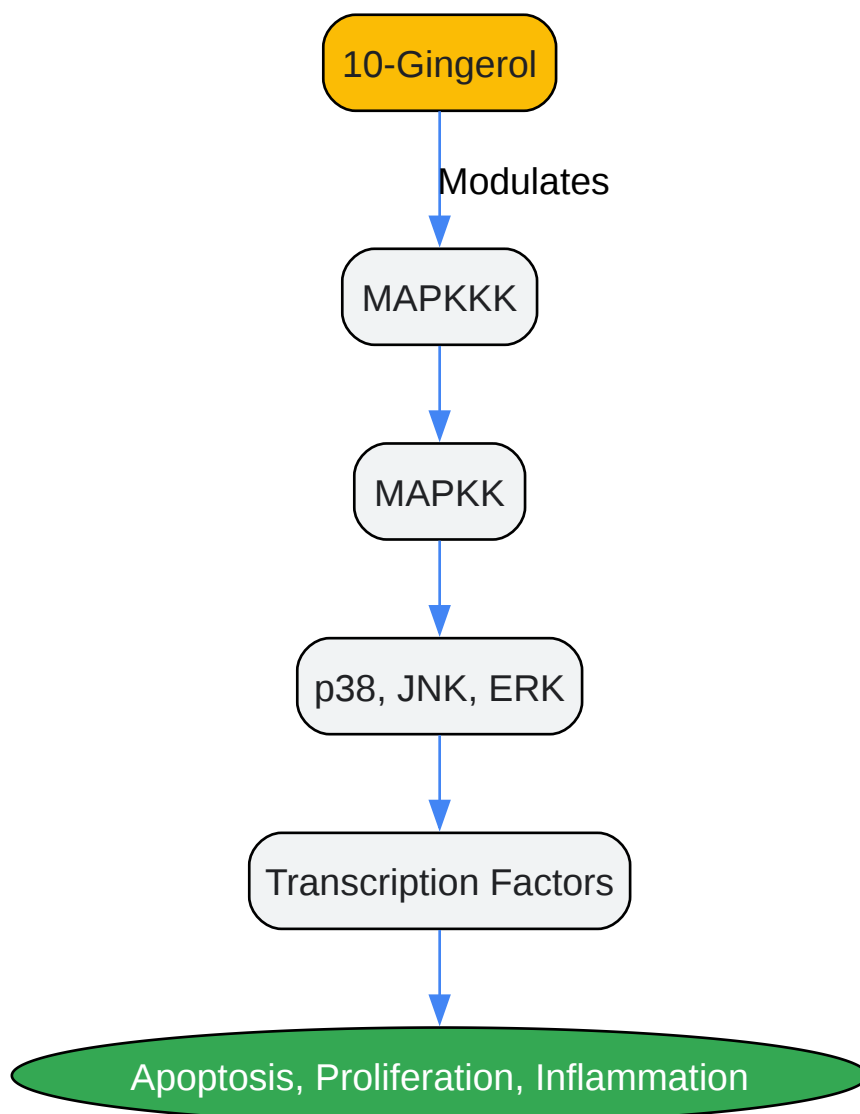 10-Gingerol
Modulates
MAPKKK
MAPKK
p38, JNK, ERK
Transcription Factors
Apoptosis, Proliferation, Inflammation